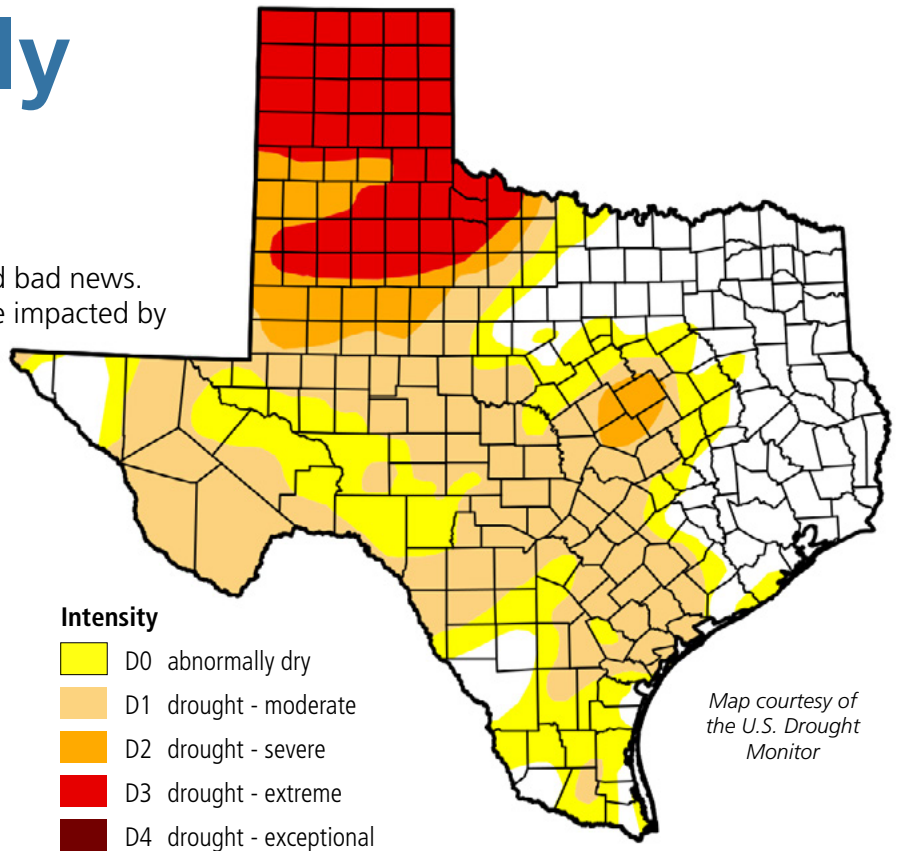 ly
d bad news.
e impacted by
Intensity
D0 abnormally dry
D1 drought - moderate
D2 drought - severe
D3 drought - extreme
D4 drought - exceptional
Map courtesy of
the U.S. Drought
Monitor